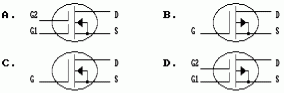 A. G2 D B. D
G1 S G S
C. D D. G2 D
G S G1 S